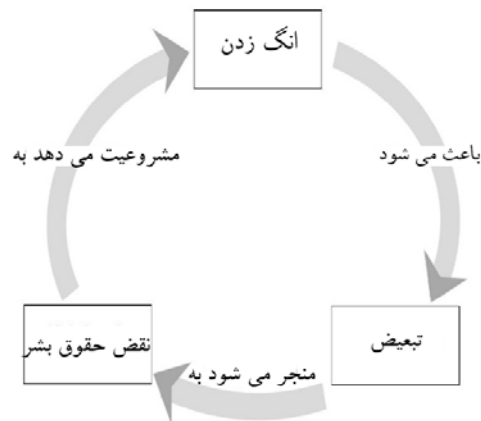 انگ زدن
باعث می شود
تبعیض
منجر می شود به
نقض حقوق بشر
مشروعیت می دهد به